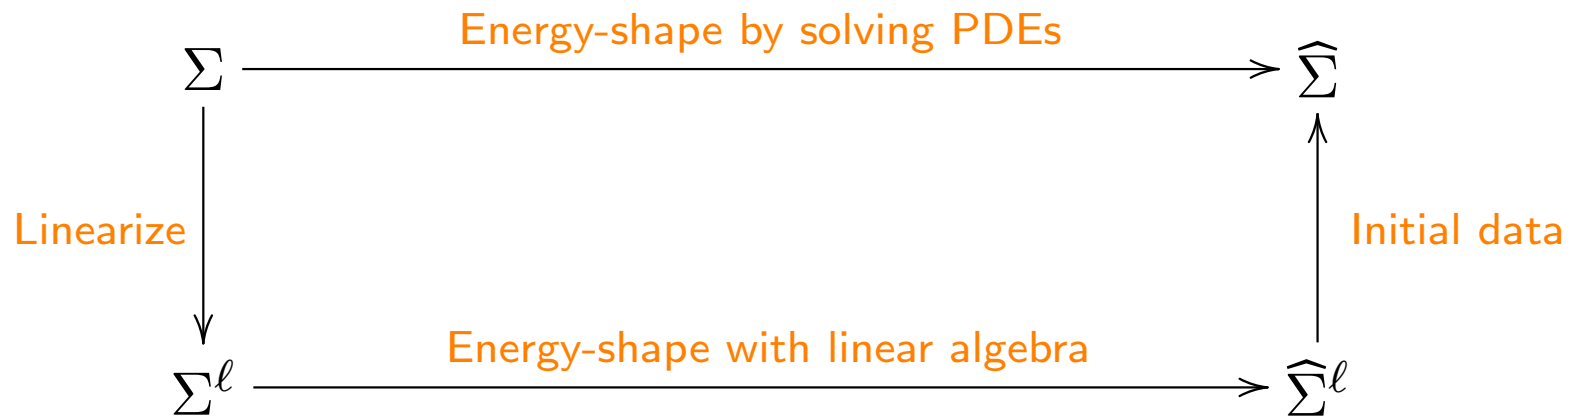 Energy-shape by solving PDEs
Σ Σ̂
Linearize Initial data
Energy-shape with linear algebra
Σ^ℓ Σ̂^ℓ